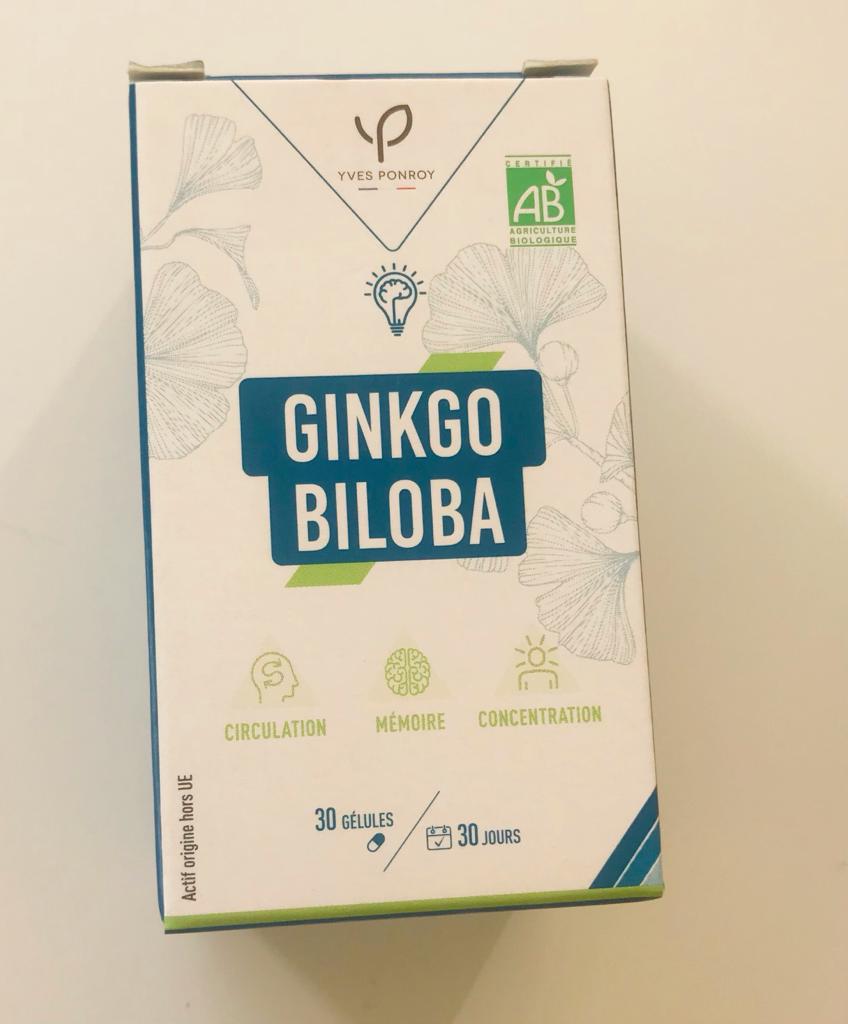 YVES PONROY
CERTIFIÉ
AB
AGRICULTURE
BIOLOGIQUE
GINKGO
BILOBA
CIRCULATION
MÉMOIRE
CONCENTRATION
30 GÉLULES
30 JOURS
Actif origine hors UE